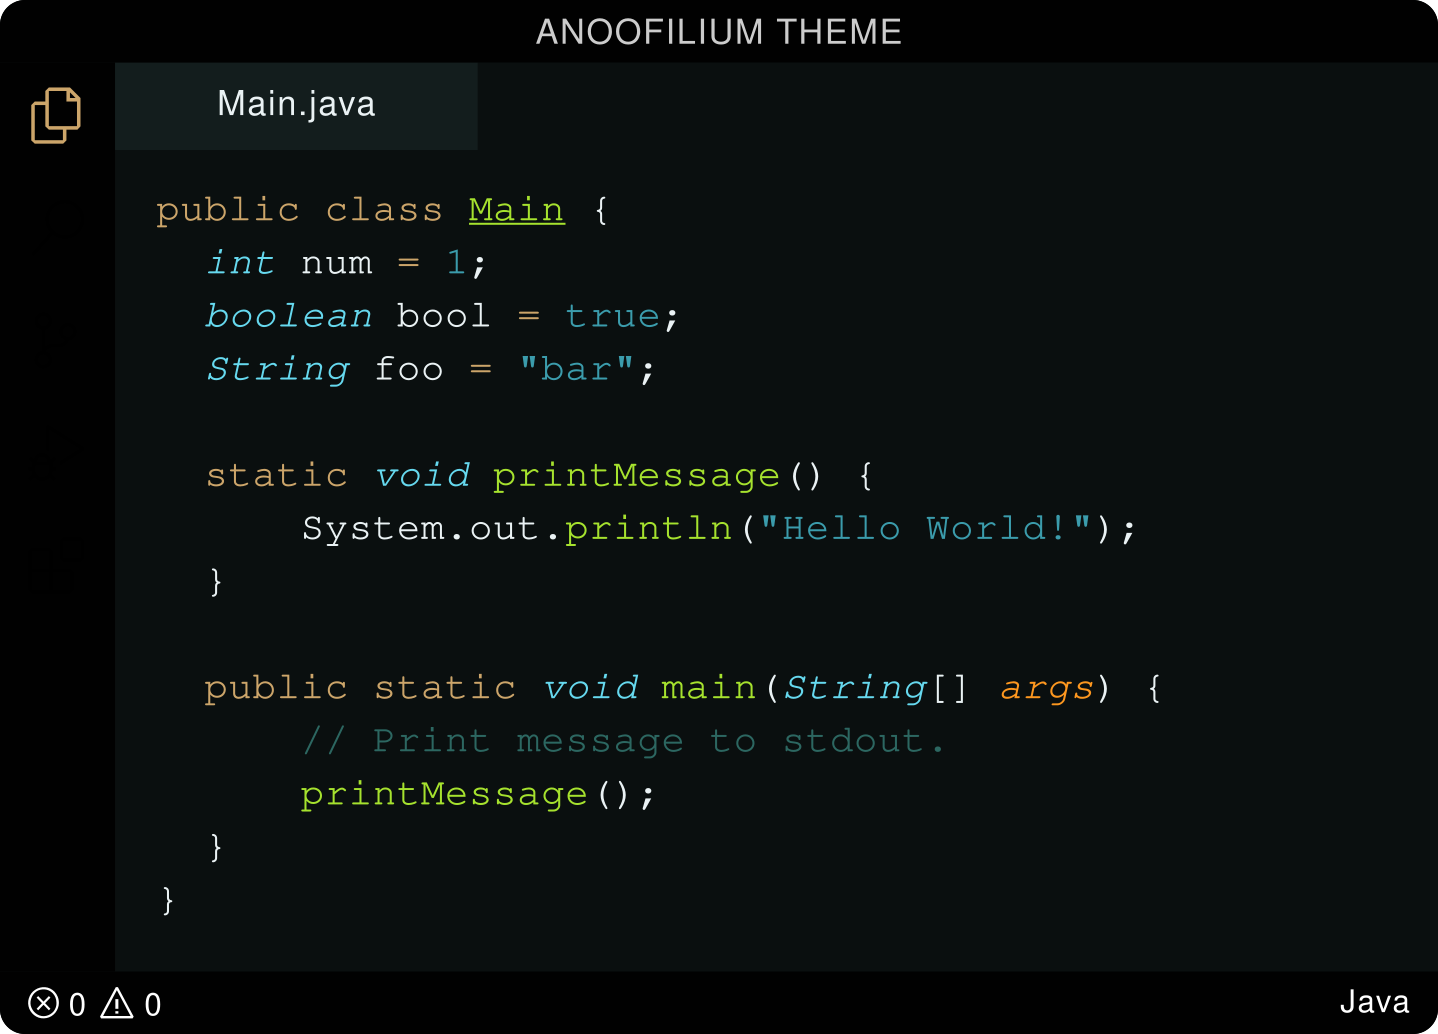 ANOOFILIUM THEME
Main.java
public class Main {
int num = 1;
boolean bool = true;
String foo = "bar";
static void printMessage() {
System.out.println("Hello World!");
}
public static void main(String[] args) {
// Print message to stdout.
printMessage();
}
}
0 0 Java